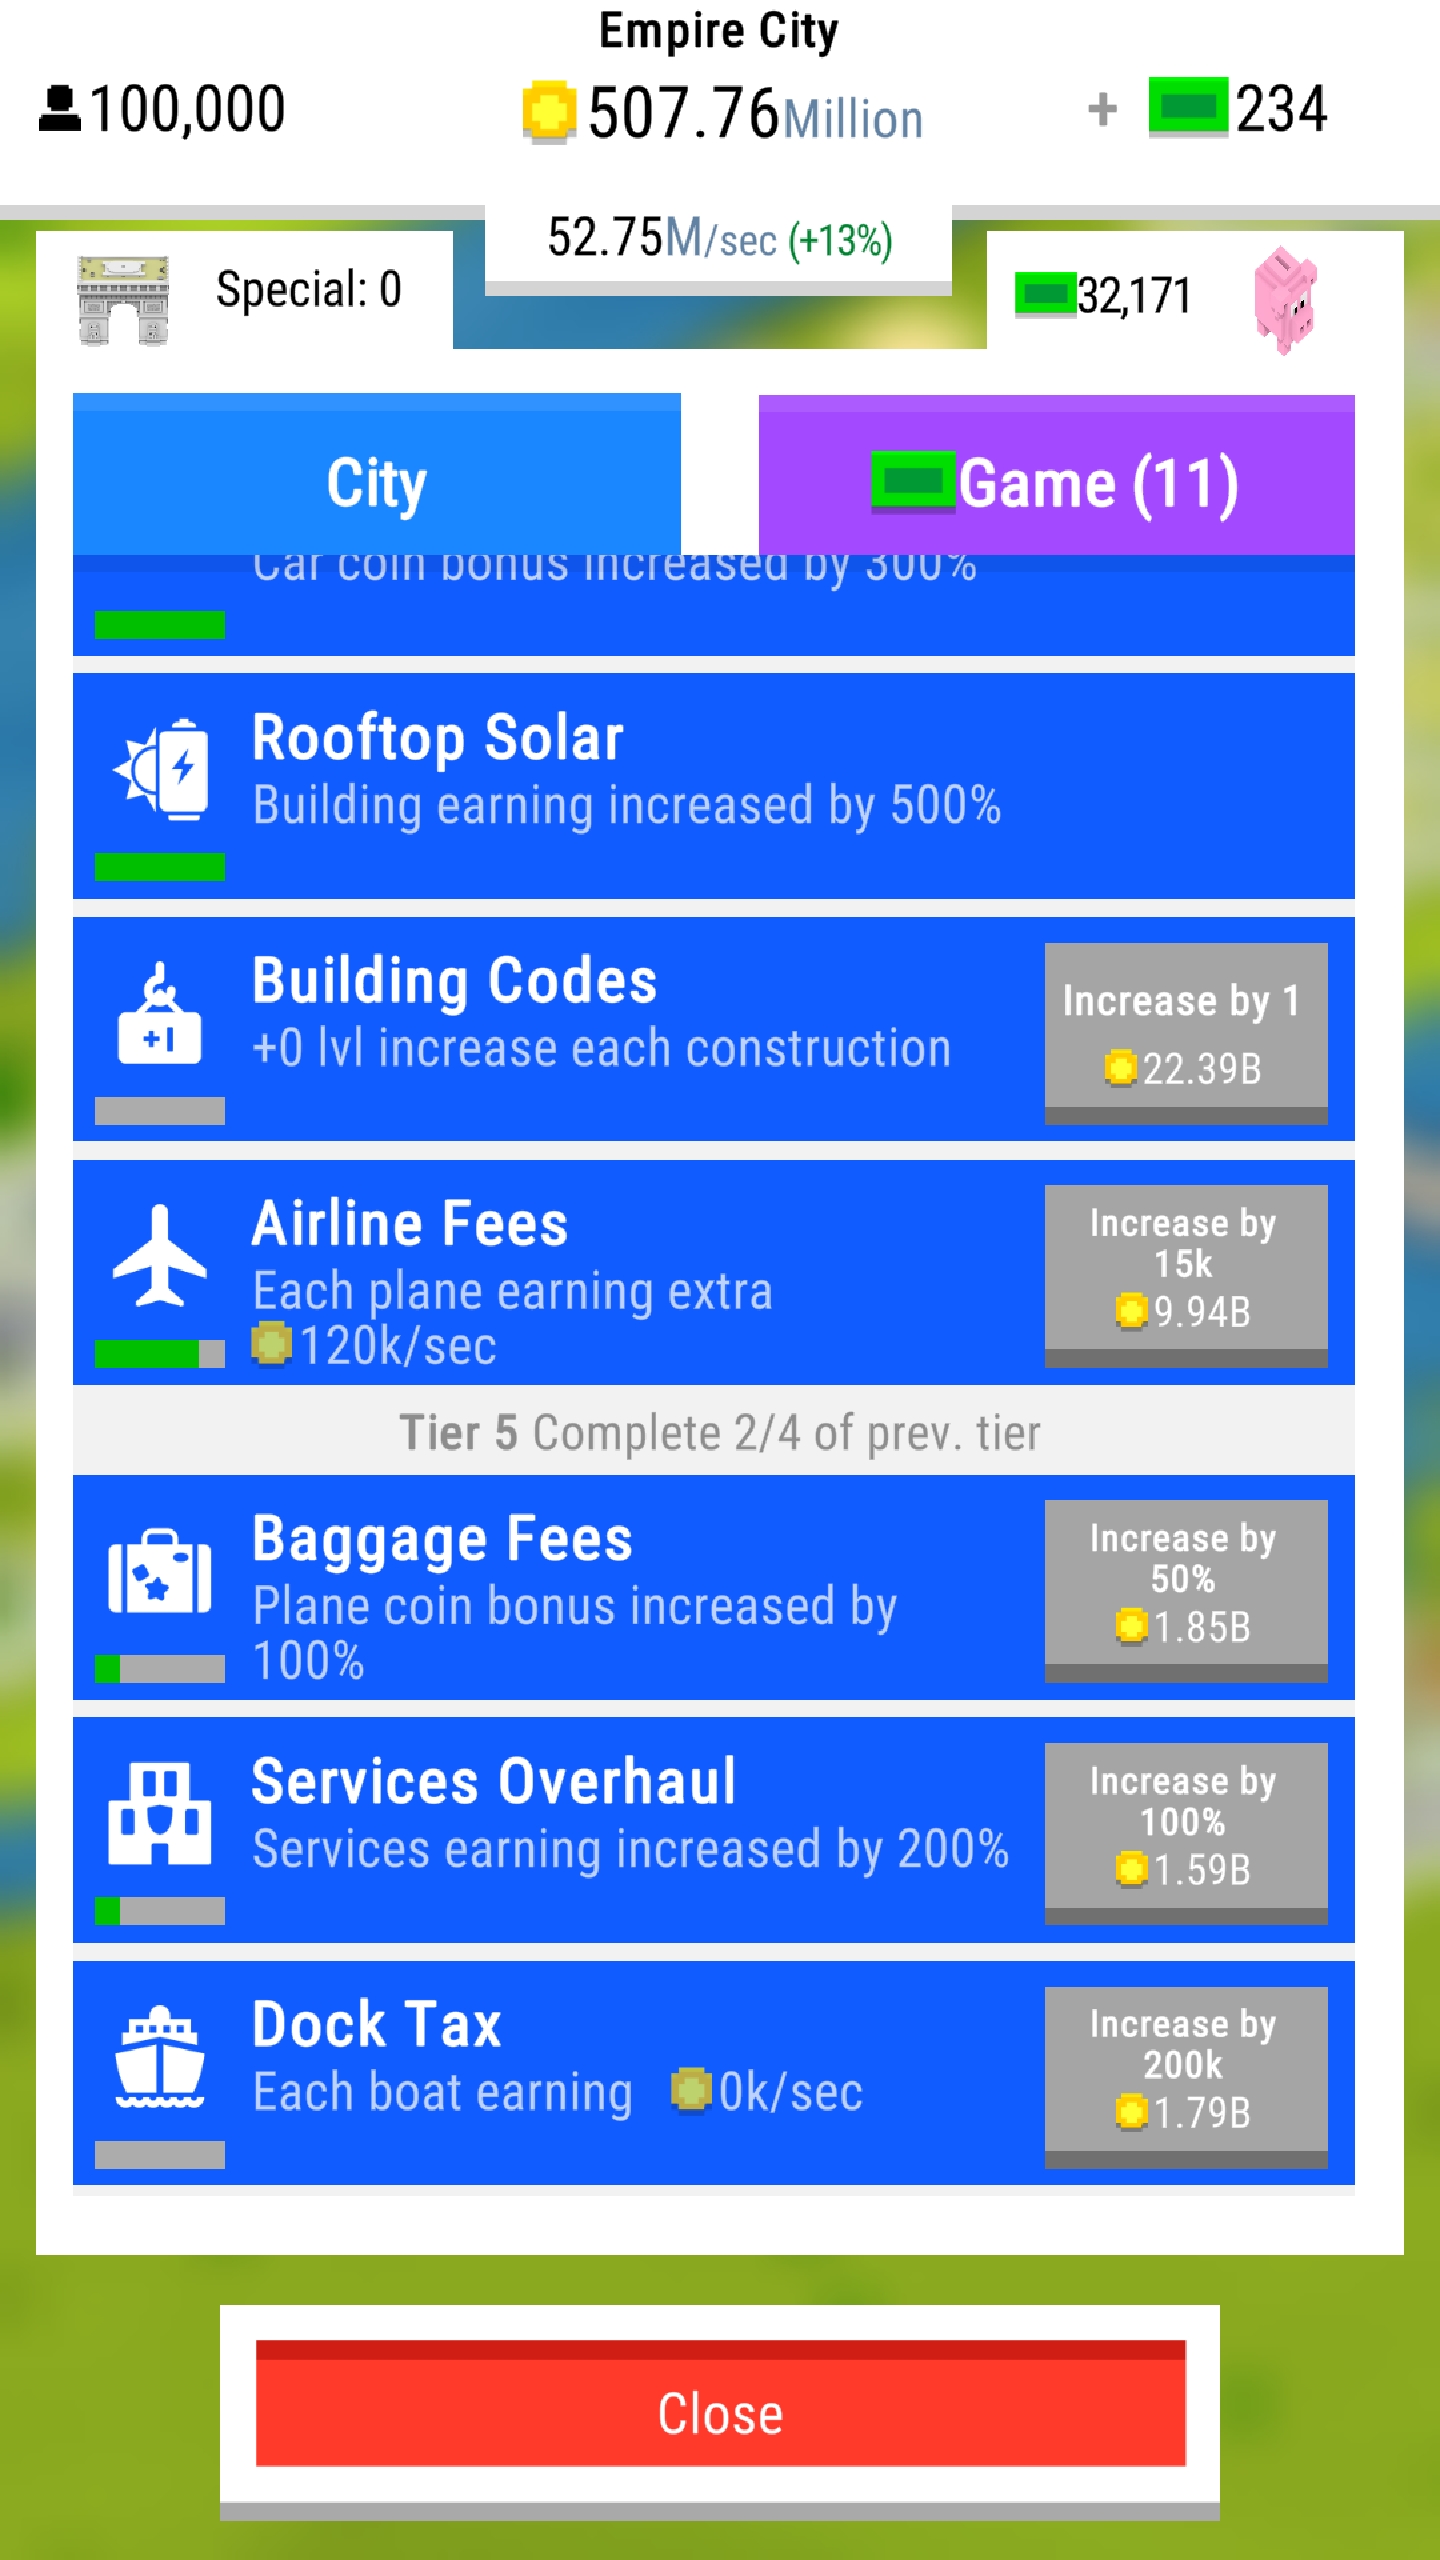 Empire City
100,000
507.76Million
+ 234
52.75M/sec (+13%)
Special: 0
32,171
City
Game (11)
Car coin bonus increased by 300%
Rooftop Solar
Building earning increased by 500%
Building Codes
+0 lvl increase each construction
Increase by 1
22.39B
+1
Airline Fees
Each plane earning extra
120k/sec
Increase by
15k
9.94B
Tier 5 Complete 2/4 of prev. tier
Baggage Fees
Plane coin bonus increased by
100%
Increase by
50%
1.85B
Services Overhaul
Services earning increased by 200%
Increase by
100%
1.59B
Dock Tax
Each boat earning 0k/sec
Increase by
200k
1.79B
Close